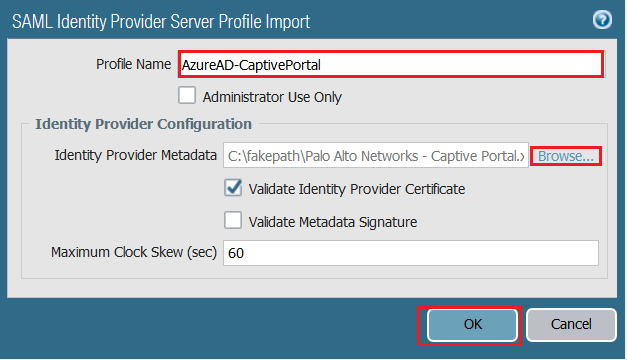 SAML Identity Provider Server Profile Import
?
Profile Name AzureAD-CaptivePortal
Administrator Use Only
Identity Provider Configuration
Identity Provider Metadata C:\fakepath\Palo Alto Networks - Captive Portal.x Browse...
Validate Identity Provider Certificate
Validate Metadata Signature
Maximum Clock Skew (sec) 60
OK Cancel